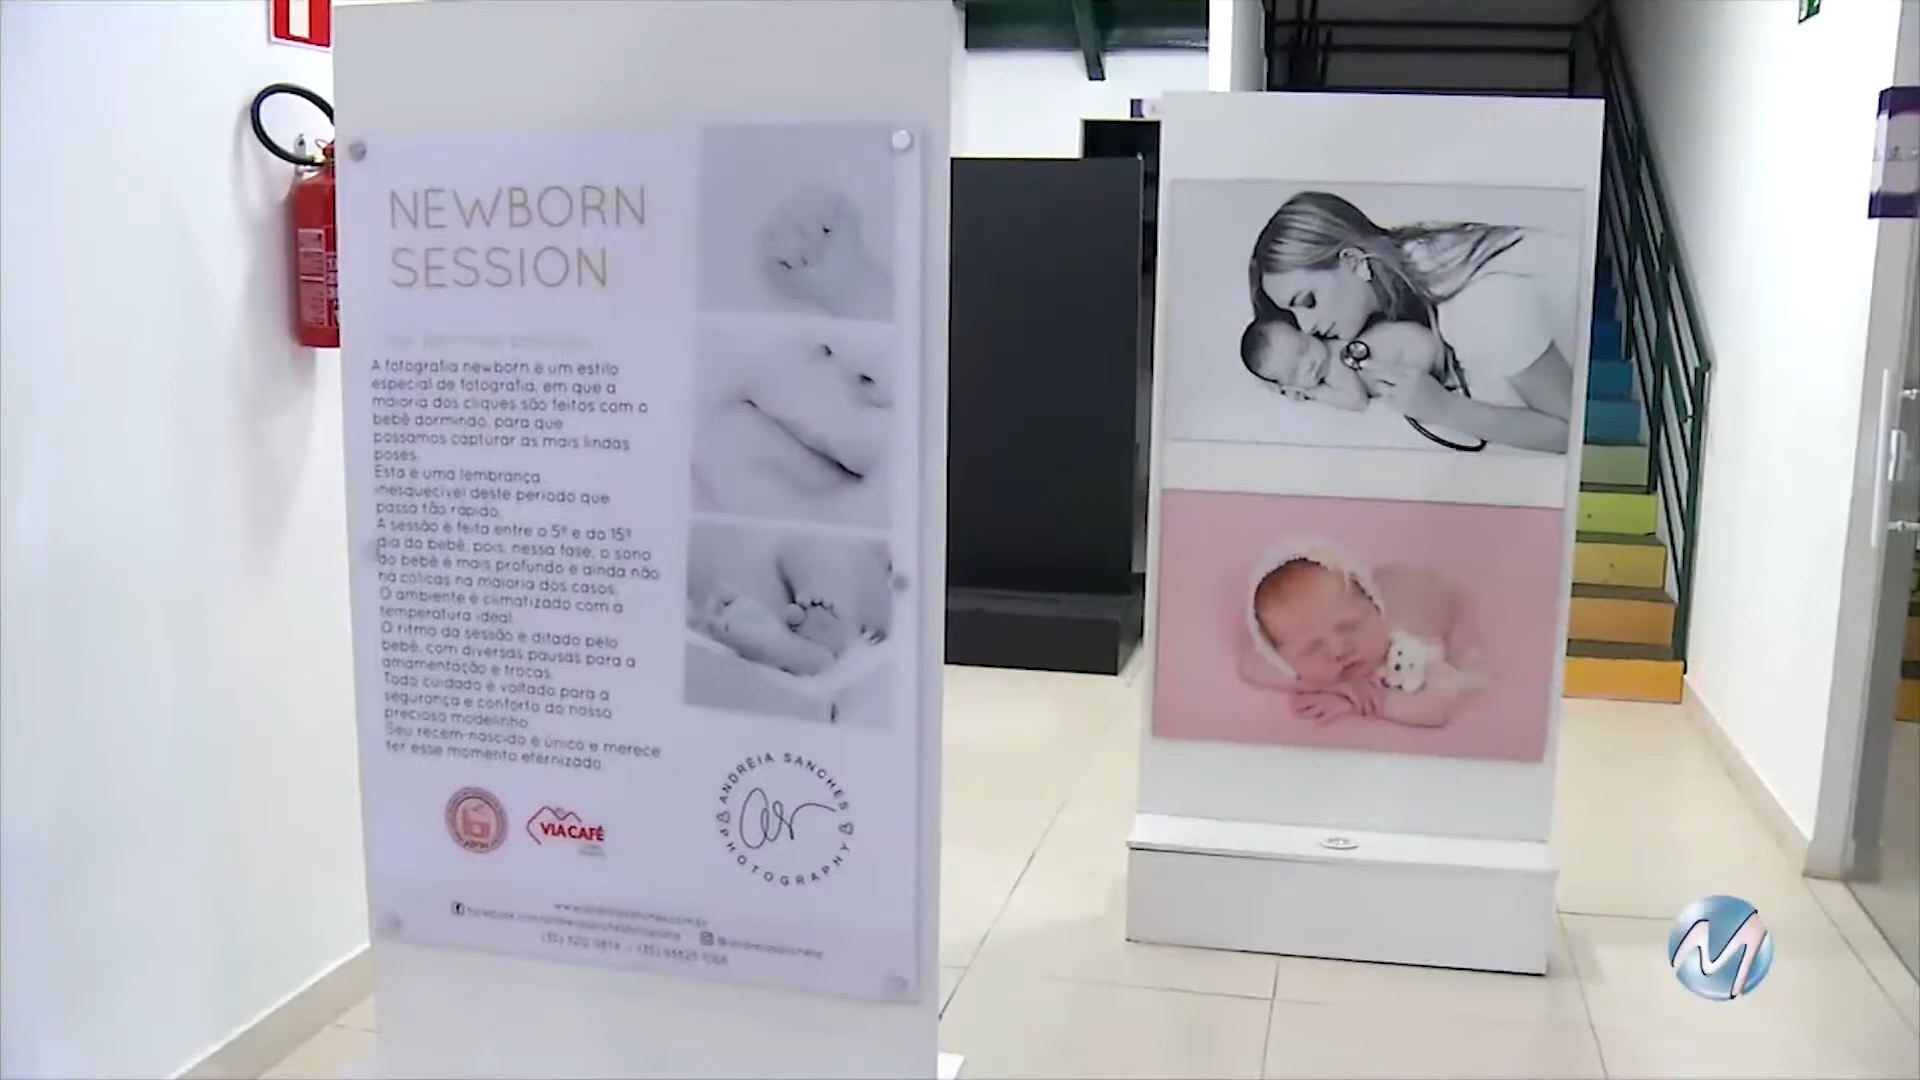 NEWBORN
SESSION
A fotografia newborn é um estilo
especial de fotografia, em que a
maioria dos cliques são feitos com o
bebê dormindo, para que
possamos capturar as mais lindas
poses.
Esta é uma lembrança
inesquecível deste período que
passa tão rápido.
A sessão é feita entre o 5º e do 15º
dia do bebê, pois, nessa fase, o sono
do bebê é mais profundo e ainda não
há cólicas na maioria dos casos.
O ambiente é climatizado com a
temperatura ideal.
O ritmo da sessão é ditado pelo
bebê, com diversas pausas para a
amamentação e trocas.
Todo cuidado é voltado para a
segurança e conforto do nosso
precioso modelinho.
Seu recém-nascido é único e merece
ter esse momento eternizado.
VIA CAFÉ
ANDRÉIA SANCHES
PHOTOGRAPHY
M